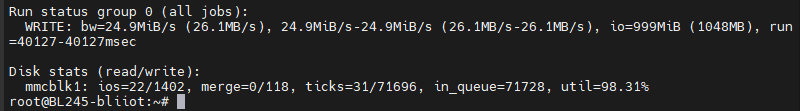 Run status group 0 (all jobs):
  WRITE: bw=24.9MiB/s (26.1MB/s), 24.9MiB/s-24.9MiB/s (26.1MB/s-26.1MB/s), io=999MiB (1048MB), run
=40127-40127msec

Disk stats (read/write):
  mmcblk1: ios=22/1402, merge=0/118, ticks=31/71696, in_queue=71728, util=98.31%
root@BL245-bliiot:~#